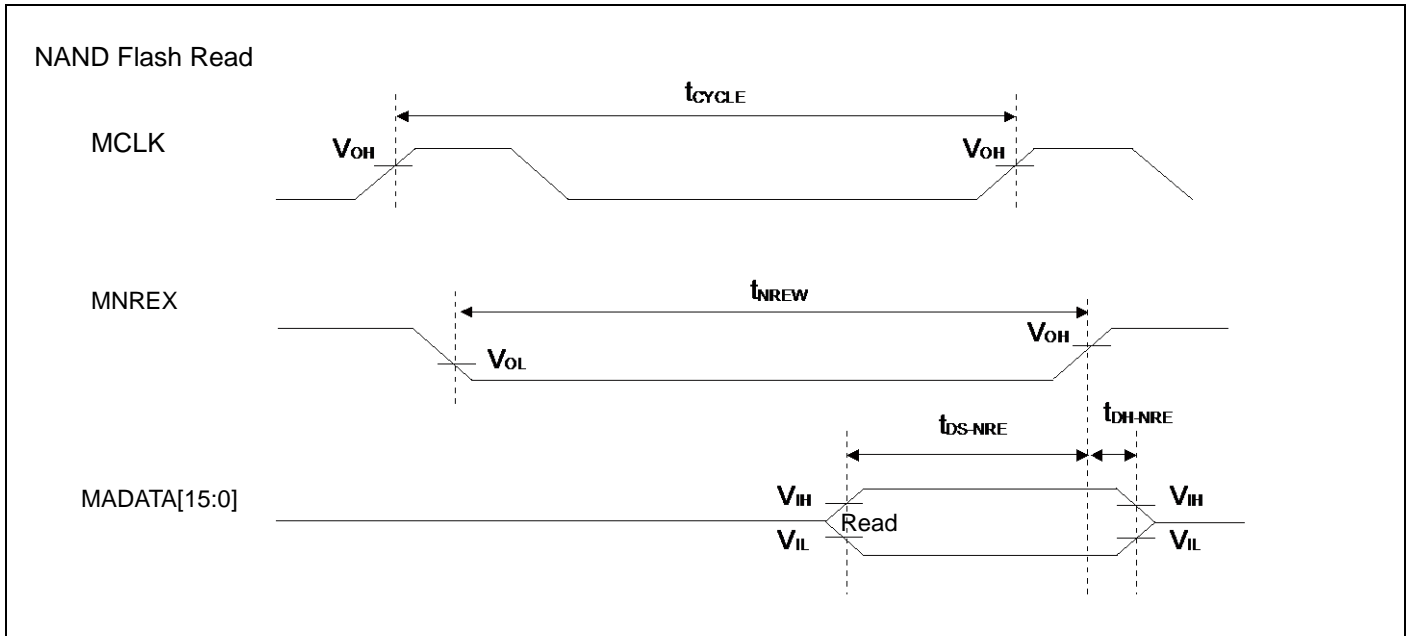 NAND Flash Read
tCYCLE
MCLK
VOH
VOH
MNREX
tNREW
VOH
VOL
tDS-NRE
tDH-NRE
MADATA[15:0]
VIH
VIH
Read
VIL
VIL